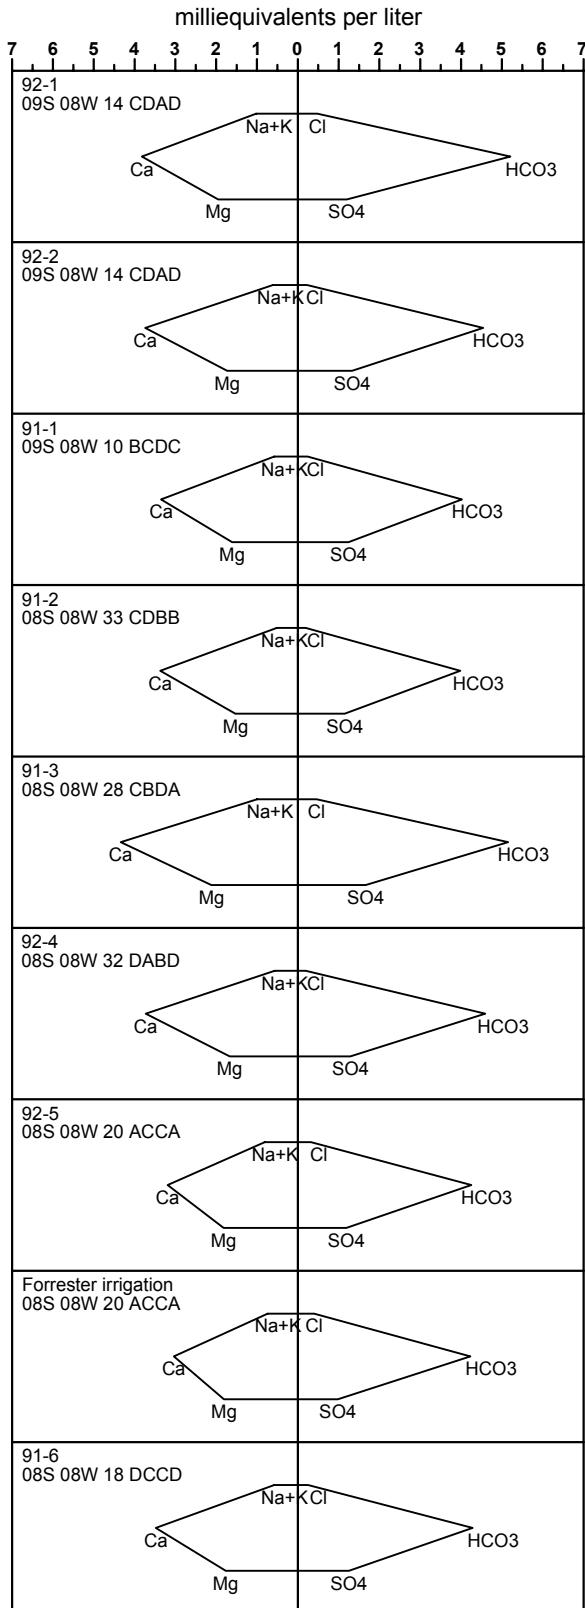 milliequivalents per liter
7 6 5 4 3 2 1 0 1 2 3 4 5 6 7
92-1
09S 08W 14 CDAD
Na+K Cl
Ca HCO3
Mg SO4
92-2
09S 08W 14 CDAD
Na+K Cl
Ca HCO3
Mg SO4
91-1
09S 08W 10 BCDC
Na+K Cl
Ca HCO3
Mg SO4
91-2
08S 08W 33 CDBB
Na+K Cl
Ca HCO3
Mg SO4
91-3
08S 08W 28 CBDA
Na+K Cl
Ca HCO3
Mg SO4
92-4
08S 08W 32 DABD
Na+K Cl
Ca HCO3
Mg SO4
92-5
08S 08W 20 ACCA
Na+K Cl
Ca HCO3
Mg SO4
Forrester irrigation
08S 08W 20 ACCA
Na+K Cl
Ca HCO3
Mg SO4
91-6
08S 08W 18 DCCD
Na+K Cl
Ca HCO3
Mg SO4